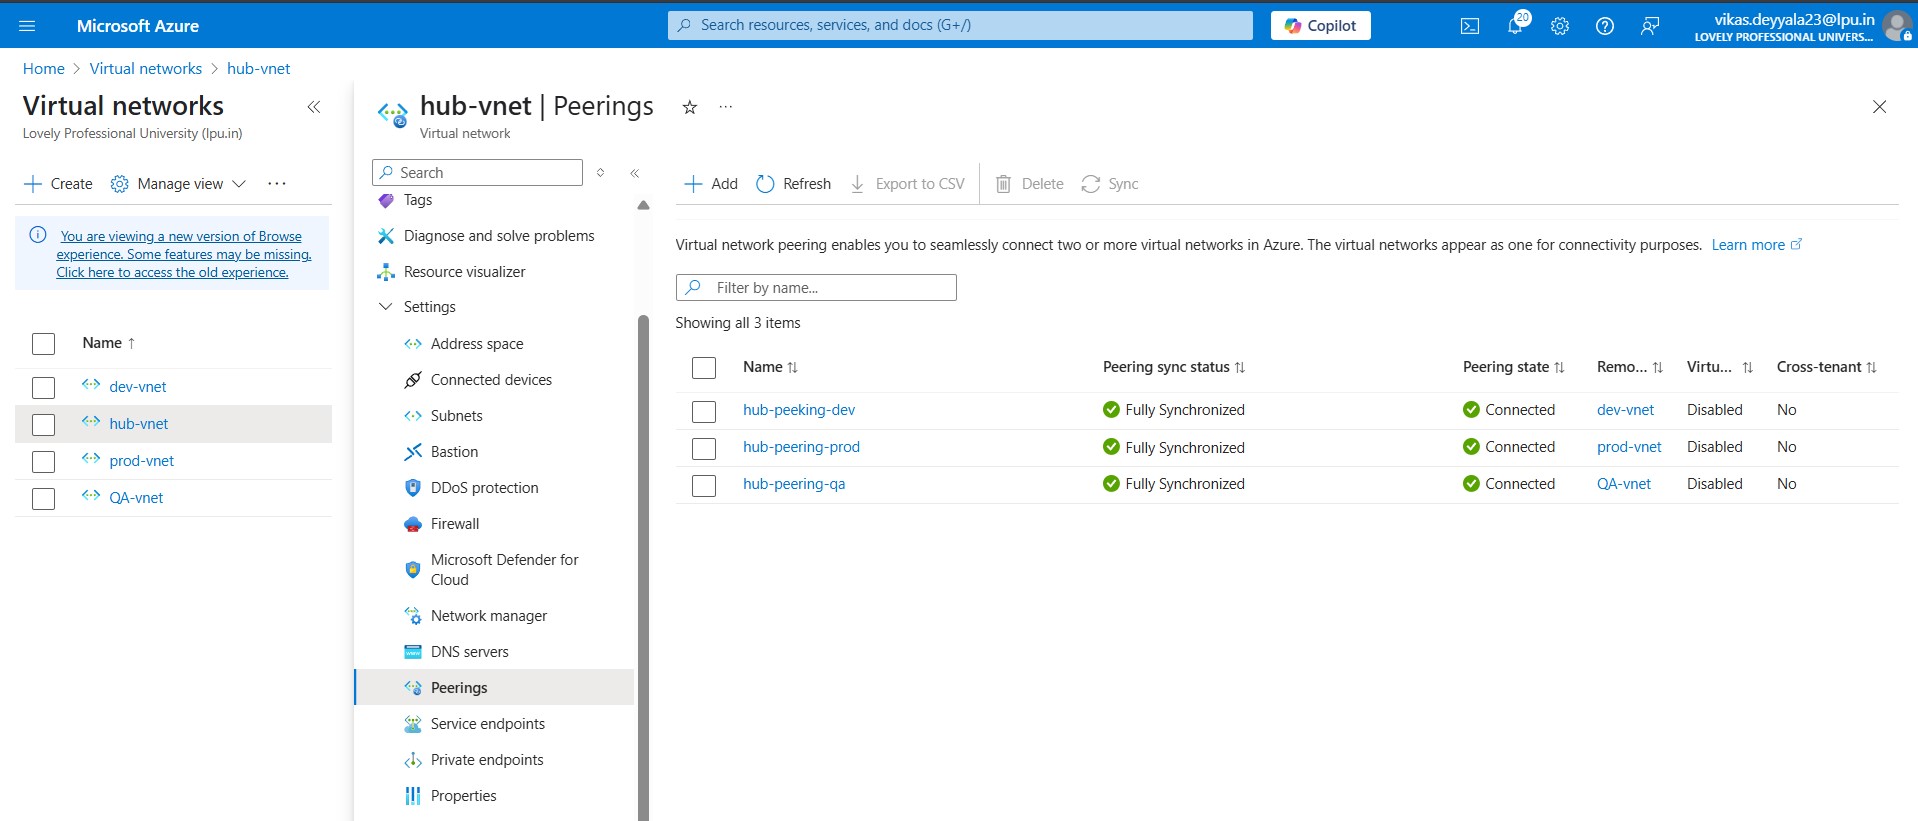 Microsoft Azure
Search resources, services, and docs (G+/)
Copilot
20
vikas.deyyala23@lpu.in
LOVELY PROFESSIONAL UNIVERS...
Home > Virtual networks > hub-vnet
Virtual networks
Lovely Professional University (lpu.in)
Create
Manage view
You are viewing a new version of Browse
experience. Some features may be missing.
Click here to access the old experience.
Name ↑
dev-vnet
hub-vnet
prod-vnet
QA-vnet
hub-vnet | Peerings
Virtual network
Search
Tags
Diagnose and solve problems
Resource visualizer
Settings
Address space
Connected devices
Subnets
Bastion
DDoS protection
Firewall
Microsoft Defender for
Cloud
Network manager
DNS servers
Peerings
Service endpoints
Private endpoints
Properties
Add Refresh Export to CSV Delete Sync
Virtual network peering enables you to seamlessly connect two or more virtual networks in Azure. The virtual networks appear as one for connectivity purposes. Learn more
Filter by name...
Showing all 3 items
Name ↑↓ Peering sync status ↑↓ Peering state ↑↓ Remo... ↑↓ Virtu... ↑↓ Cross-tenant ↑↓
hub-peeking-dev Fully Synchronized Connected dev-vnet Disabled No
hub-peering-prod Fully Synchronized Connected prod-vnet Disabled No
hub-peering-qa Fully Synchronized Connected QA-vnet Disabled No